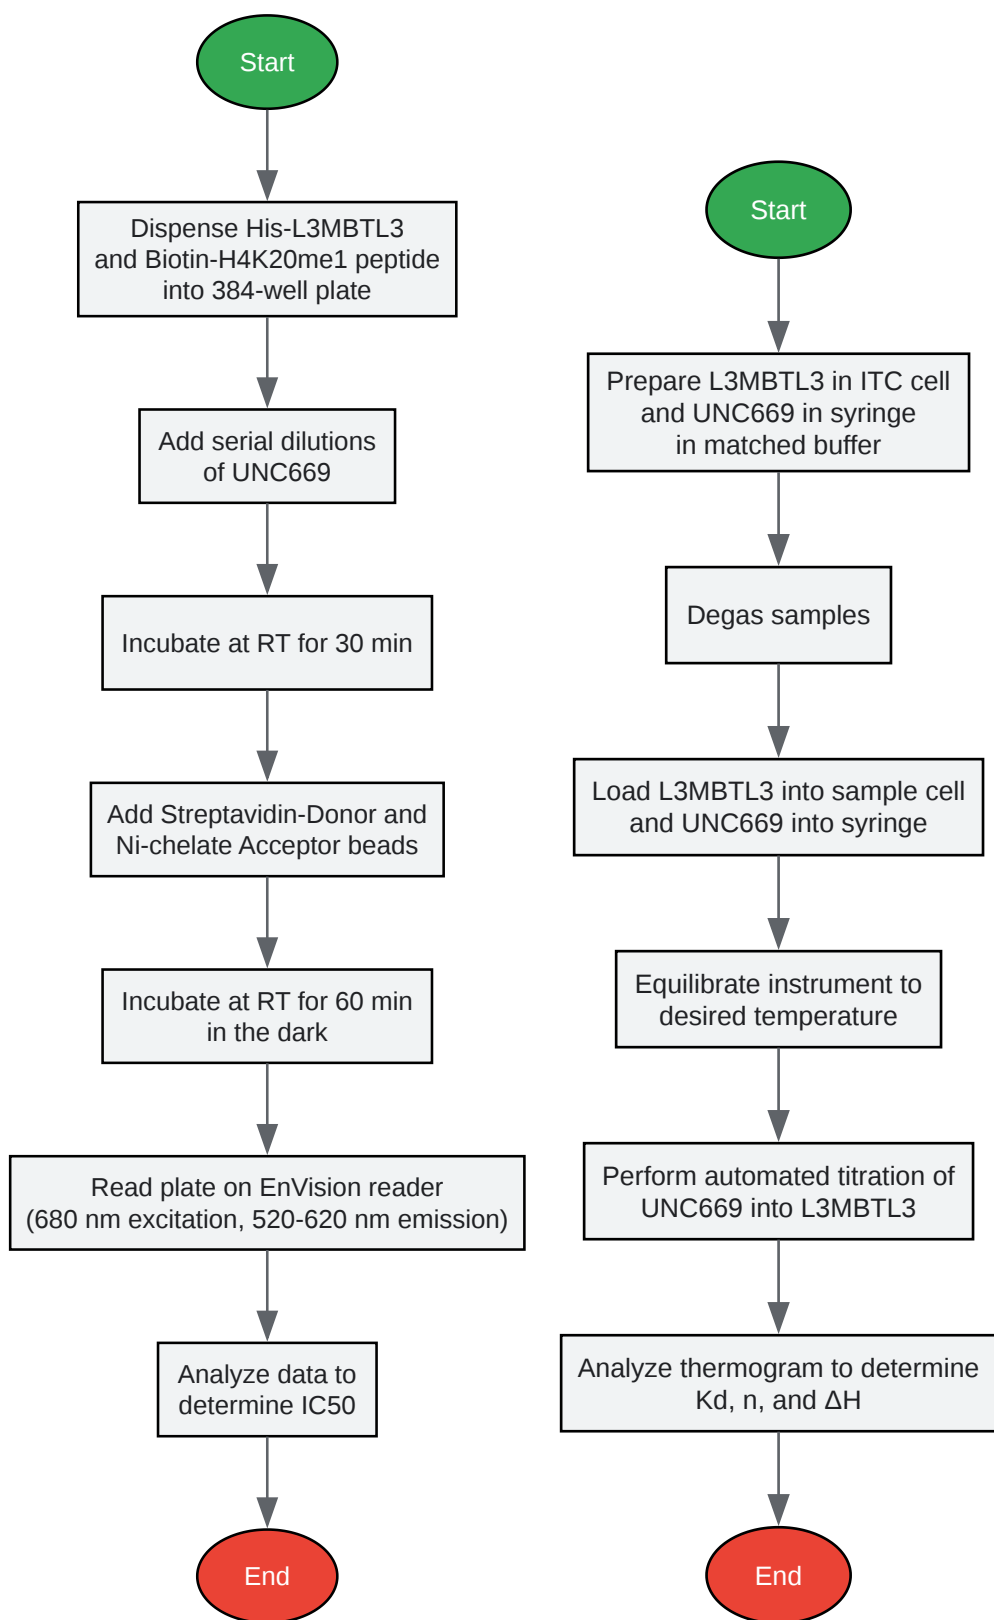 Start
Dispense His-L3MBTL3
and Biotin-H4K20me1 peptide
into 384-well plate
Add serial dilutions
of UNC669
Incubate at RT for 30 min
Add Streptavidin-Donor and
Ni-chelate Acceptor beads
Incubate at RT for 60 min
in the dark
Read plate on EnVision reader
(680 nm excitation, 520-620 nm emission)
Analyze data to
determine IC50
End
Start
Prepare L3MBTL3 in ITC cell
and UNC669 in syringe
in matched buffer
Degas samples
Load L3MBTL3 into sample cell
and UNC669 into syringe
Equilibrate instrument to
desired temperature
Perform automated titration of
UNC669 into L3MBTL3
Analyze thermogram to determine
Kd, n, and ΔH
End